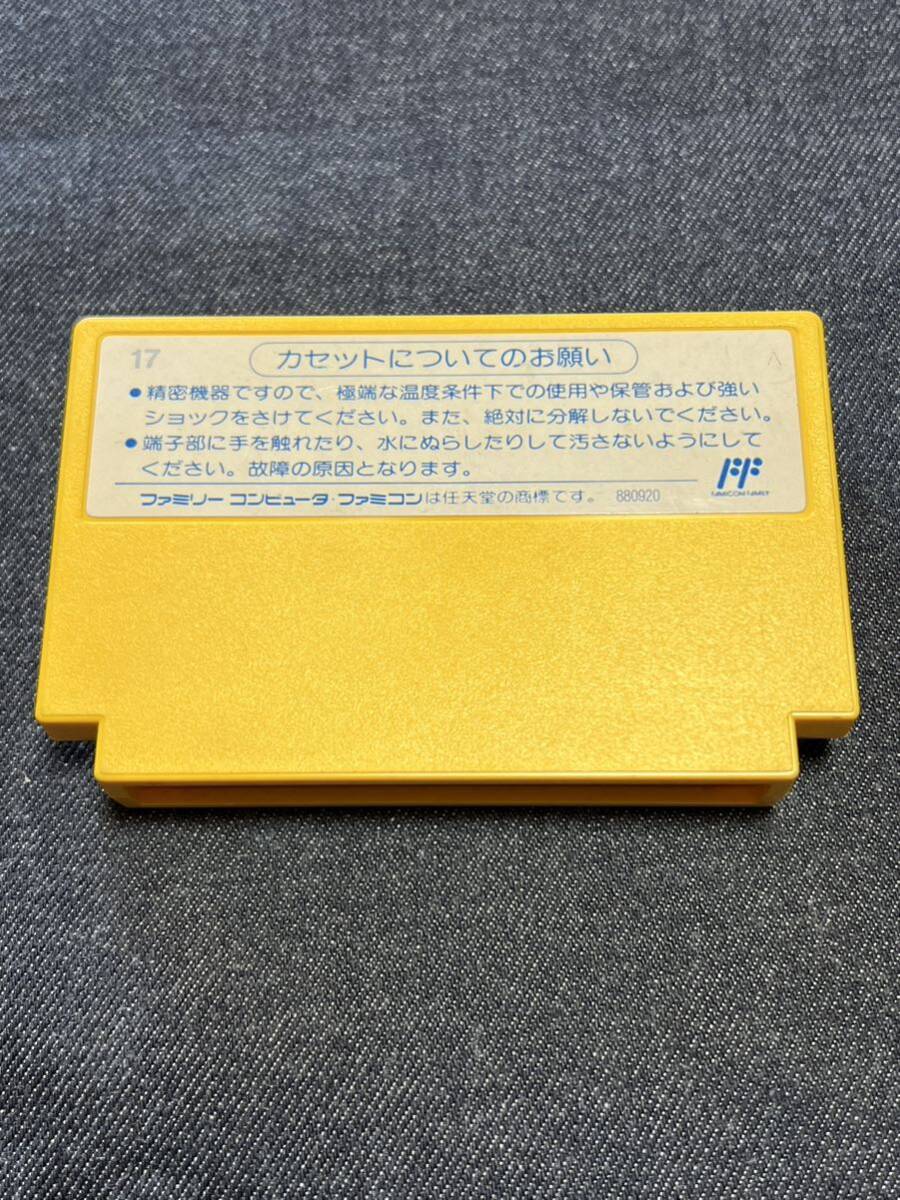 17
カセットについてのお願い
●精密機器ですので、極端な温度条件下での使用や保管および強い
ショックをさけてください。また、絶対に分解しないでください。
●端子部に手を触れたり、水にぬらしたりして汚さないようにして
ください。故障の原因となります。
FAMICOM FAMILY
ファミリーコンピュータ・ファミコンは任天堂の商標です。 880920